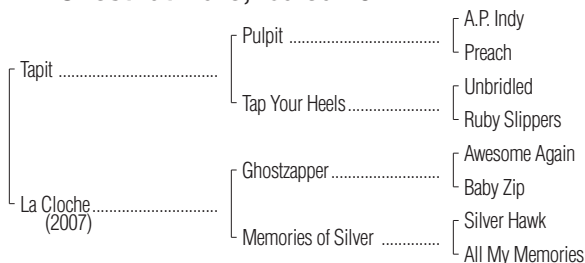 A.P. Indy
Pulpit ........................................
Preach
Tapit ..........................................
Unbridled
Tap Your Heels.......................
Ruby Slippers
Awesome Again
Ghostzapper...........................
Baby Zip
La Cloche.................................
(2007)
Silver Hawk
Memories of Silver ..............
All My Memories